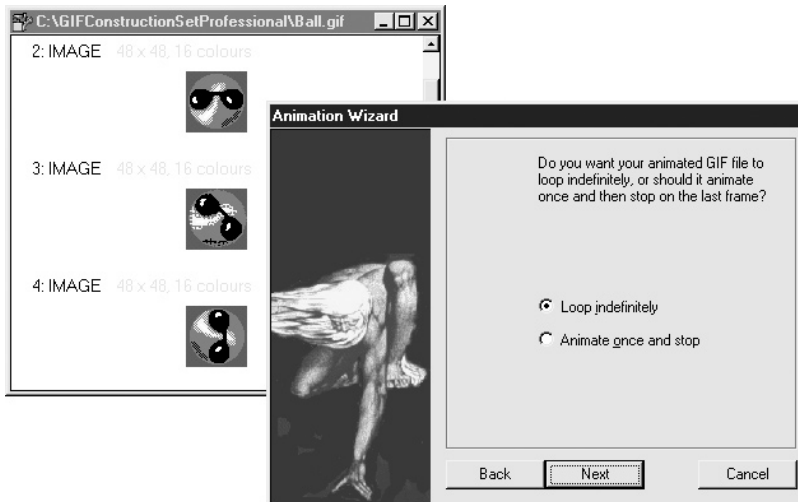 C:\GIFConstructionSetProfessional\Ball.gif
2: IMAGE 48 x 48, 16 colours
3: IMAGE 48 x 48, 16 colours
4: IMAGE 48 x 48, 16 colours
Animation Wizard
Do you want your animated GIF file to
loop indefinitely, or should it animate
once and then stop on the last frame?
Loop indefinitely
Animate once and stop
Back Next Cancel